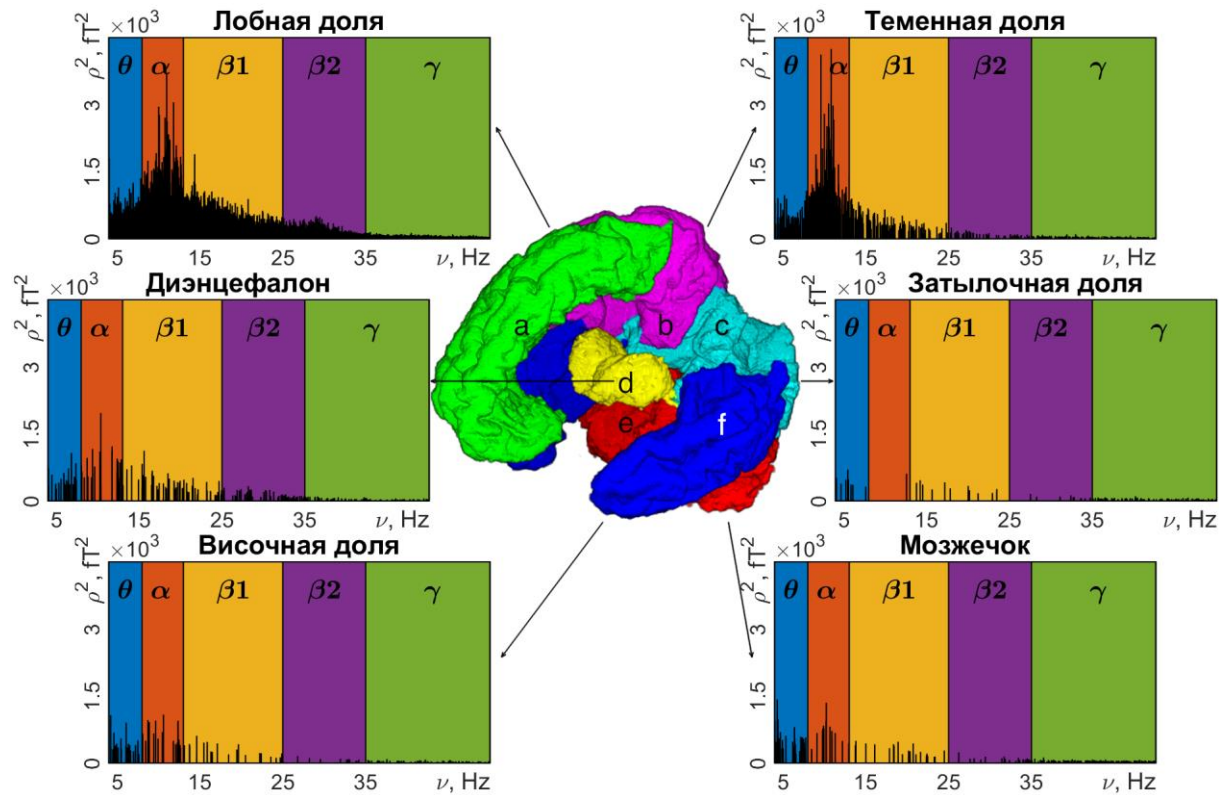 Лобная доля
×10³
ρ², fT²
θ α β1 β2 γ
3
1.5
0
5 15 25 35 ν, Hz
Теменная доля
×10³
ρ², fT²
θ α β1 β2 γ
3
1.5
0
5 15 25 35 ν, Hz
Диэнцефалон
×10³
ρ², fT²
θ α β1 β2 γ
3
1.5
0
5 15 25 35 ν, Hz
a
b
c
d
e
f
Затылочная доля
×10³
ρ², fT²
θ α β1 β2 γ
3
1.5
0
5 15 25 35 ν, Hz
Височная доля
×10³
ρ², fT²
θ α β1 β2 γ
3
1.5
0
5 15 25 35 ν, Hz
Мозжечок
×10³
ρ², fT²
θ α β1 β2 γ
3
1.5
0
5 15 25 35 ν, Hz